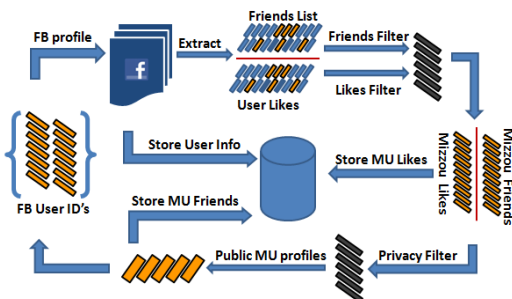 Friends List
FB profile
Extract
Friends Filter
f
User Likes
Likes Filter
Store User Info
Store MU Likes
Mizzou Likes
Mizzou Friends
FB User ID's
Store MU Friends
Public MU profiles
Privacy Filter